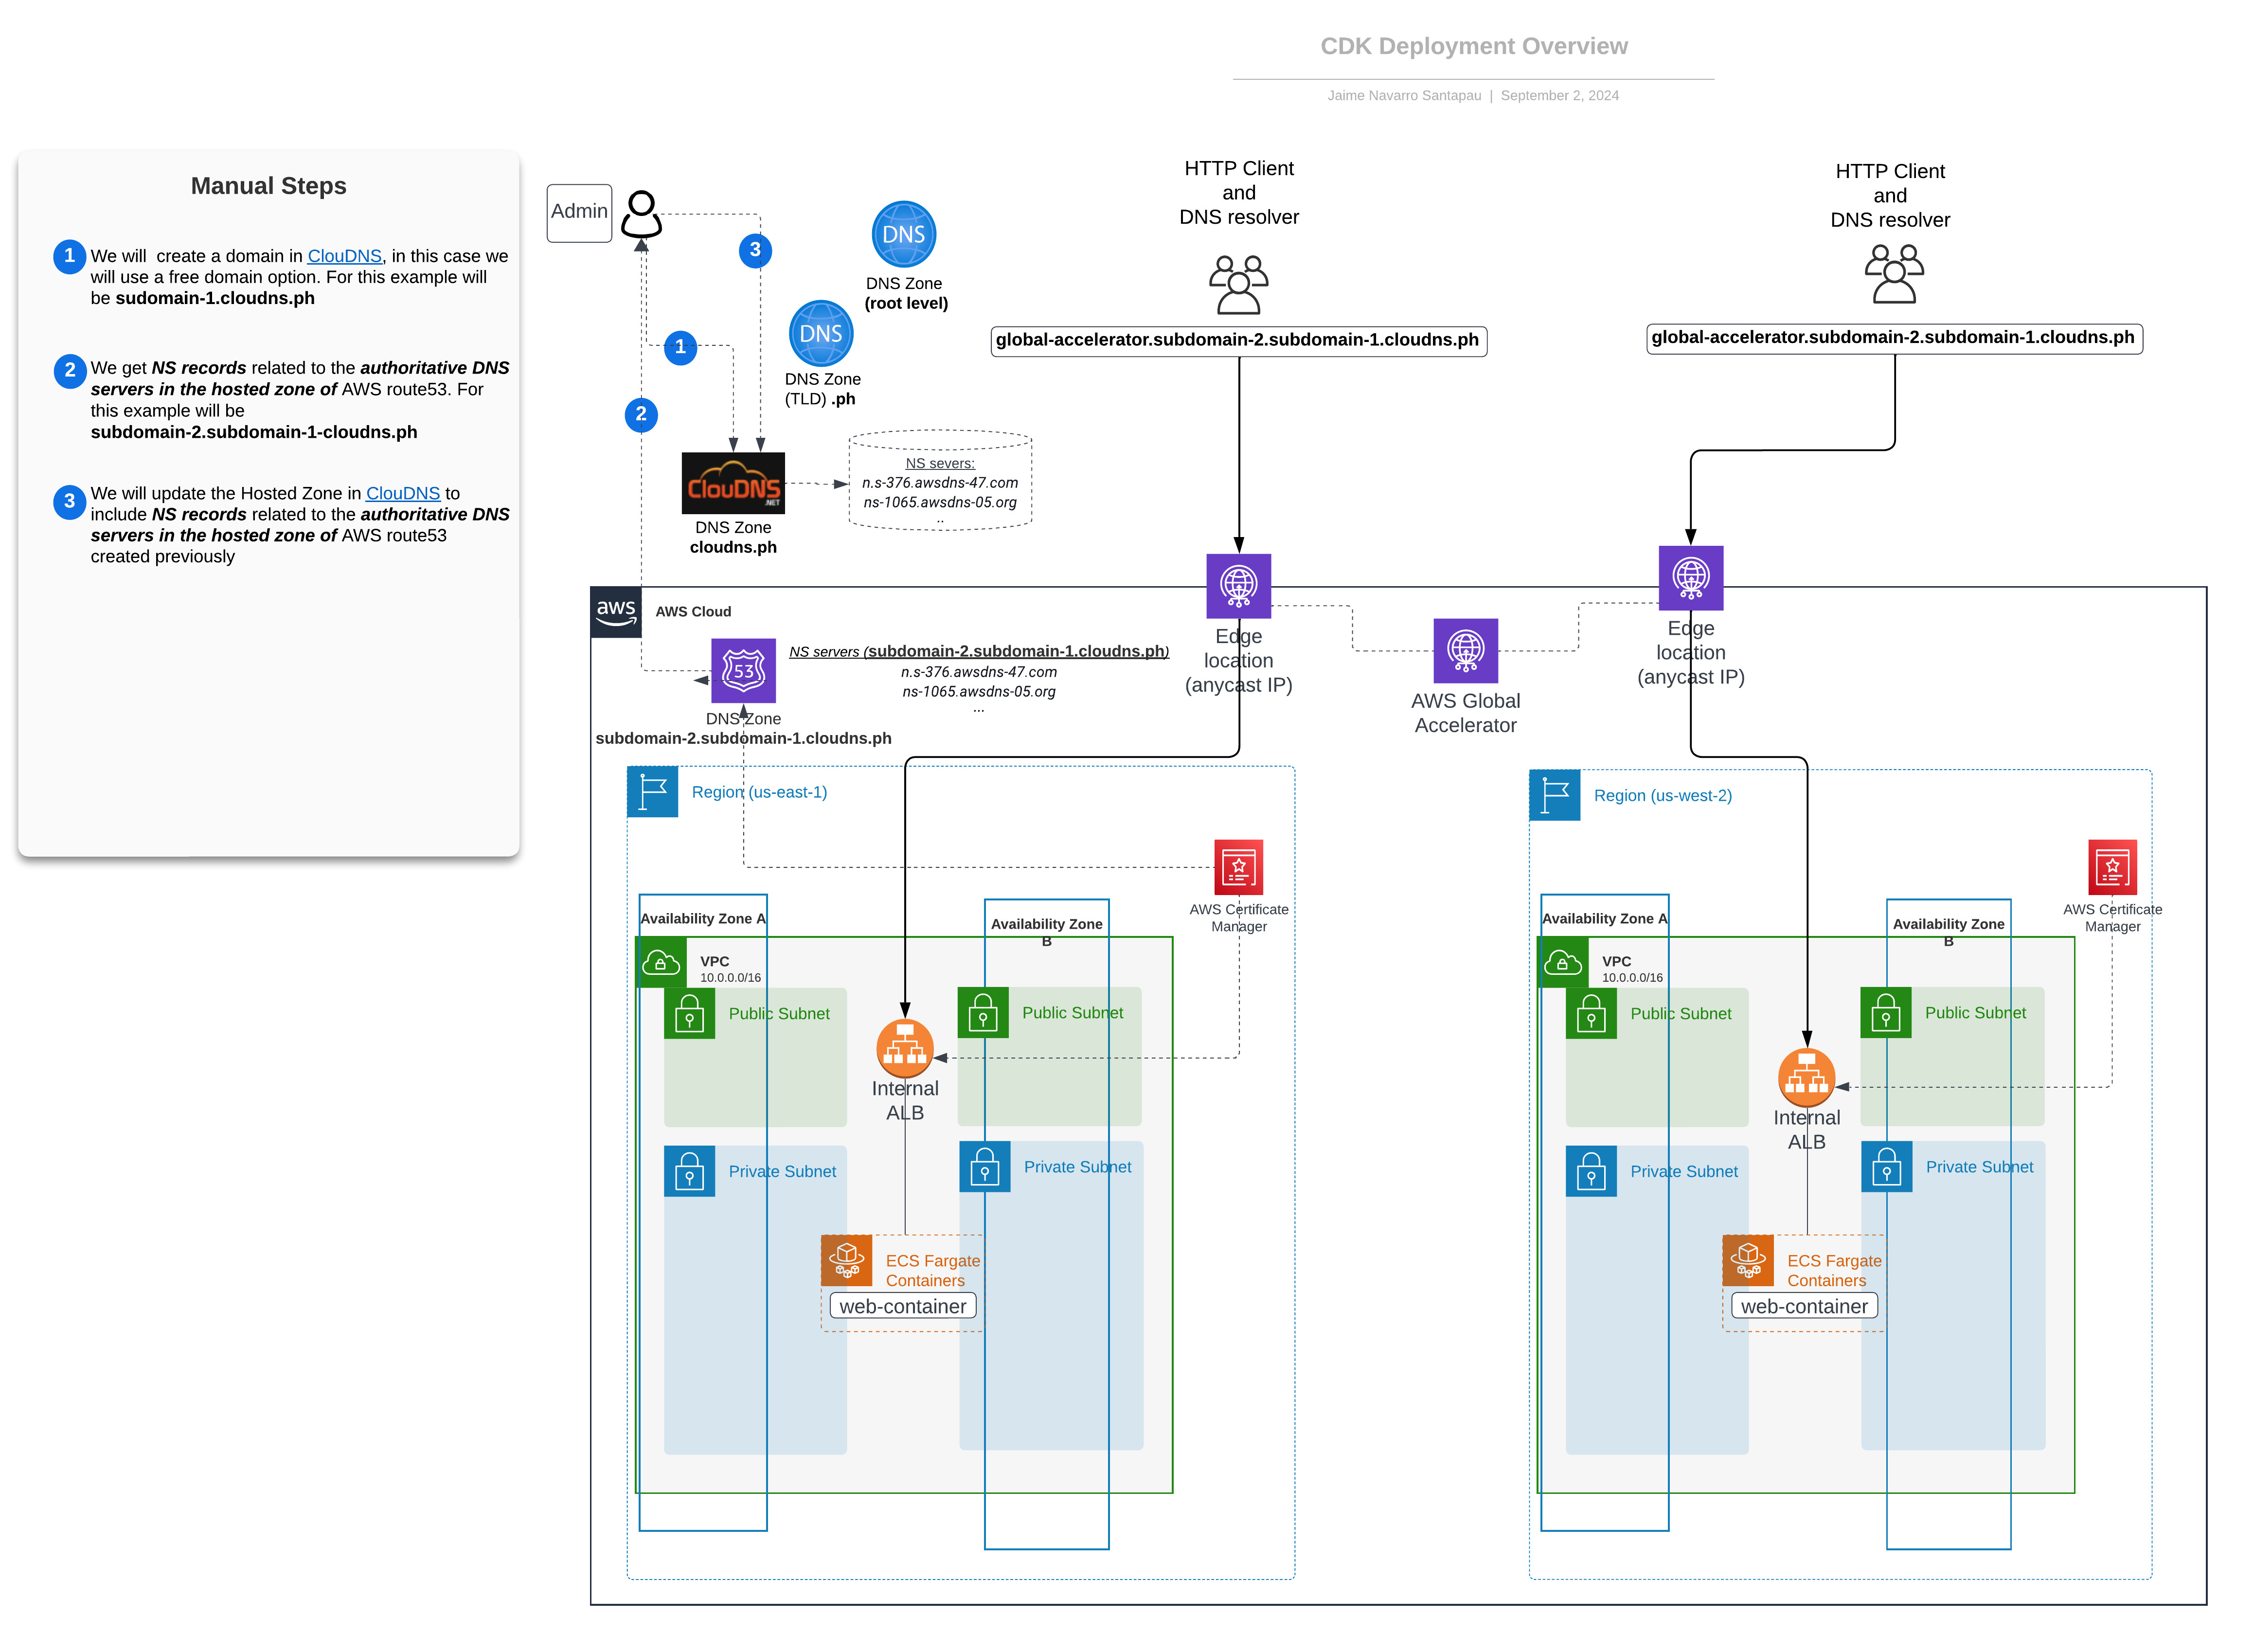 CDK Deployment Overview
Jaime Navarro Santapau | September 2, 2024
Manual Steps
1
We will create a domain in ClouDNS, in this case we
will use a free domain option. For this example will
be sudomain-1.cloudns.ph
2
We get NS records related to the authoritative DNS
servers in the hosted zone of AWS route53. For
this example will be
subdomain-2.subdomain-1-cloudns.ph
3
We will update the Hosted Zone in ClouDNS to
include NS records related to the authoritative DNS
servers in the hosted zone of AWS route53
created previously
Admin
3
1
2
DNS
DNS Zone
(root level)
DNS
DNS Zone
(TLD) .ph
ClouDNS
.NET
DNS Zone
cloudns.ph
NS severs:
n.s-376.awsdns-47.com
ns-1065.awsdns-05.org
..
HTTP Client
and
DNS resolver
global-accelerator.subdomain-2.subdomain-1.cloudns.ph
HTTP Client
and
DNS resolver
global-accelerator.subdomain-2.subdomain-1.cloudns.ph
aws
AWS Cloud
53
DNS Zone
subdomain-2.subdomain-1.cloudns.ph
NS servers (subdomain-2.subdomain-1.cloudns.ph)
n.s-376.awsdns-47.com
ns-1065.awsdns-05.org
...
Edge
location
(anycast IP)
AWS Global
Accelerator
Edge
location
(anycast IP)
Region (us-east-1)
AWS Certificate
Manager
Availability Zone A
Availability Zone
B
VPC
10.0.0.0/16
Public Subnet
Public Subnet
Internal
ALB
Private Subnet
Private Subnet
ECS Fargate
Containers
web-container
Region (us-west-2)
AWS Certificate
Manager
Availability Zone A
Availability Zone
B
VPC
10.0.0.0/16
Public Subnet
Public Subnet
Internal
ALB
Private Subnet
Private Subnet
ECS Fargate
Containers
web-container